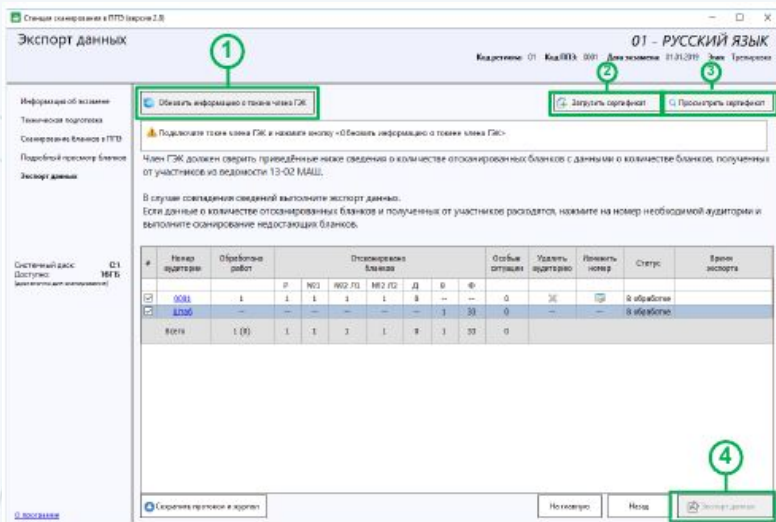 Станция сканирования в ППЭ (версия 2.0)
Экспорт данных
01 - РУССКИЙ ЯЗЫК
Код региона: 01 Код ППЭ: 0001 Дата экзамена: 01.01.2019 Этап: Тренировка
1
2
3
Обновить информацию о токене члена ГЭК
Загрузить сертификат
Просмотреть сертификат
Информация об экзамене
Техническая подготовка
Сканирование бланков в ППЭ
Подробный просмотр бланков
Экспорт данных
Подключите токен члена ГЭК и нажмите кнопку «Обновить информацию о токене члена ГЭК»
Член ГЭК должен сверить приведённые ниже сведения о количестве отсканированных бланков с данными о количестве бланков, полученных
от участников из ведомости 13-02 МАШ.
В случае совпадения сведений выполните экспорт данных.
Если данные о количестве отсканированных бланков и полученных от участников расходятся, нажмите на номер необходимой аудитории и
выполните сканирование недостающих бланков.
Системный диск: C:\
Доступно: 16ГБ
(достаточно для сканирования)
# Номер аудитории Обработано работ Отсканировано бланков Особые ситуации Удалить аудиторию Изменить номер Статус Время экспорта
Р №1 №2 Л1 №2 Л2 Д В Ф
0001 1 1 1 1 1 0 -- -- 0 В обработке
Штаб -- -- -- -- -- -- 1 33 0 -- -- В обработке
Всего 1 (0) 1 1 1 1 0 1 33 0
4
Сохранить протокол и журнал
На главную
Назад
Экспорт данных
О программе